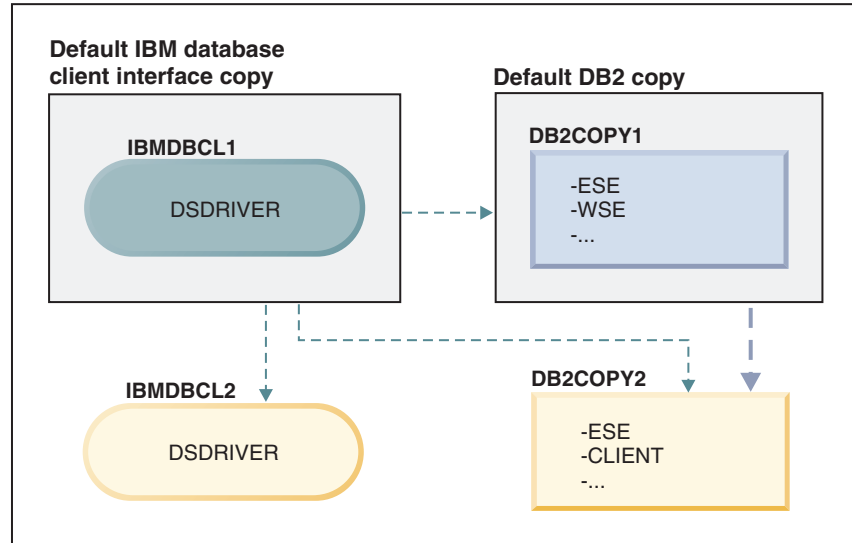 Default IBM database
client interface copy
IBMDBCL1
DSDRIVER
Default DB2 copy
DB2COPY1
-ESE
-WSE
-...
IBMDBCL2
DSDRIVER
DB2COPY2
-ESE
-CLIENT
-...